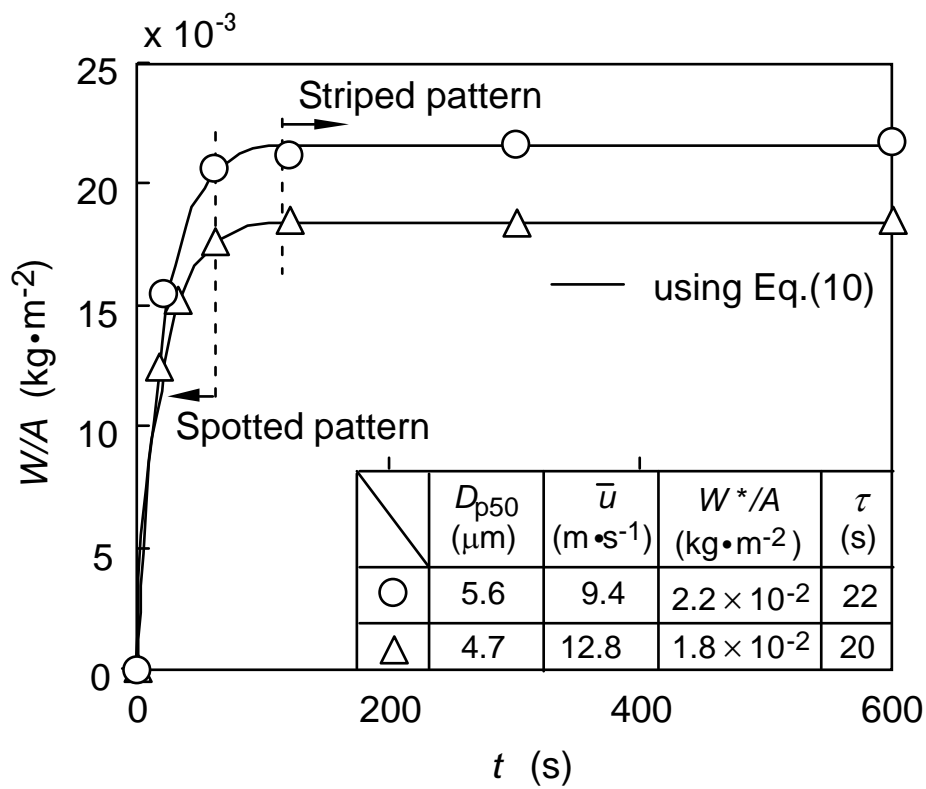 x 10⁻³
25
Striped pattern
20
using Eq.(10)
15
W/A (kg•m⁻²)
10
Spotted pattern
D_p50 (μm) ū (m•s⁻¹) W*/A (kg•m⁻²) τ (s)
5
5.6 9.4 2.2 × 10⁻² 22
4.7 12.8 1.8 × 10⁻² 20
0
0 200 400 600
t (s)